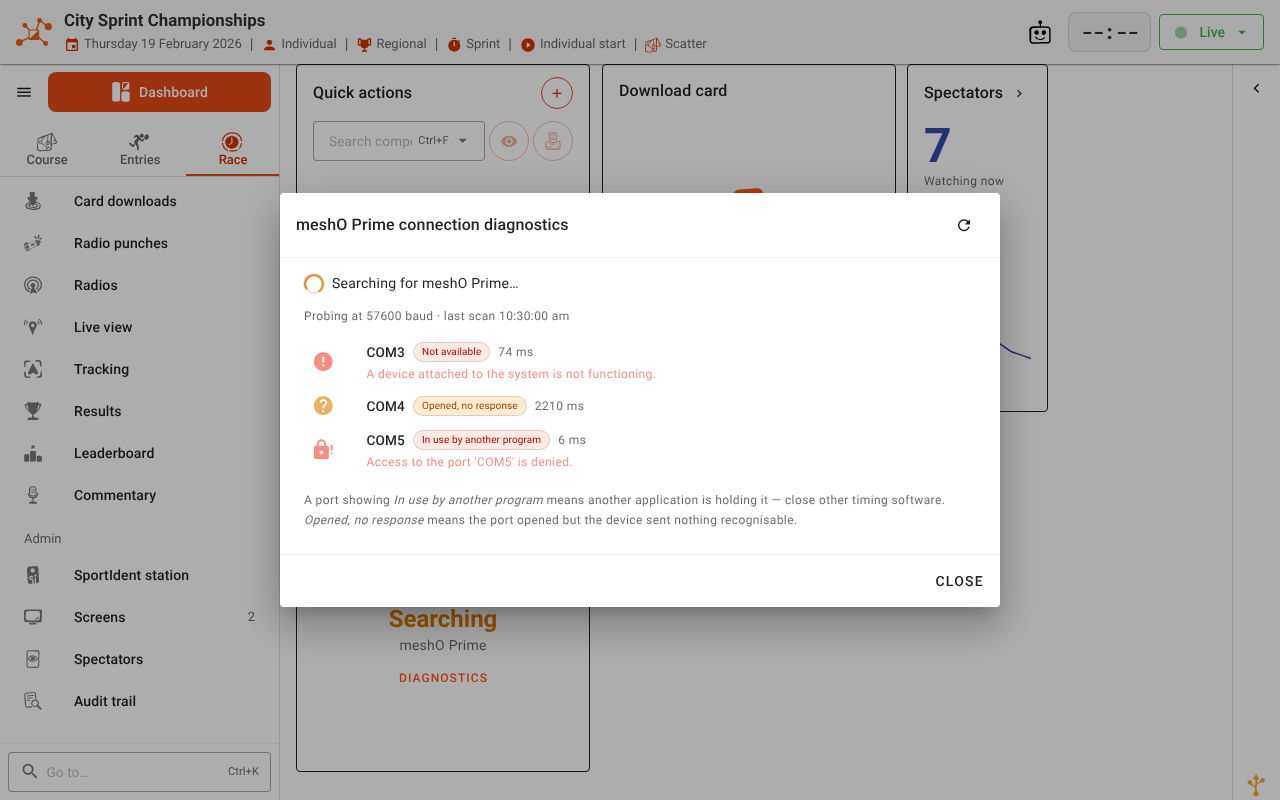 City Sprint Championships
Thursday 19 February 2026 | Individual | Regional | Sprint | Individual start | Scatter
--:--
Live
Dashboard
Course
Entries
Race
Card downloads
Radio punches
Radios
Live view
Tracking
Results
Leaderboard
Commentary
Admin
SportIdent station
Screens 2
Spectators
Audit trail
Go to... Ctrl+K
Quick actions
Search comp Ctrl+F
Download card
Spectators
7
Watching now
meshO Prime connection diagnostics
Searching for meshO Prime...
Probing at 57600 baud · last scan 10:30:00 am
COM3 Not available 74 ms
A device attached to the system is not functioning.
COM4 Opened, no response 2210 ms
COM5 In use by another program 6 ms
Access to the port 'COM5' is denied.
A port showing In use by another program means another application is holding it — close other timing software.
Opened, no response means the port opened but the device sent nothing recognisable.
CLOSE
Searching
meshO Prime
DIAGNOSTICS